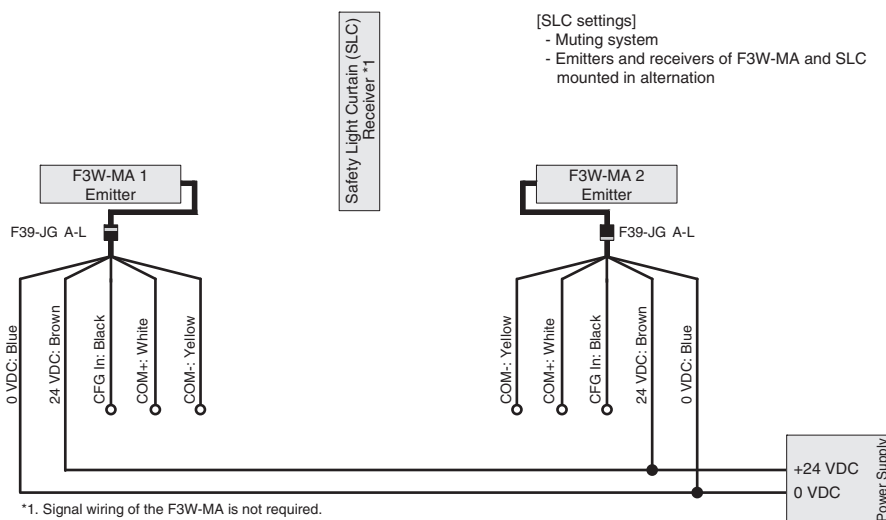 [SLC settings]
- Muting system
- Emitters and receivers of F3W-MA and SLC
mounted in alternation
Safety Light Curtain (SLC)
Receiver *1
F3W-MA 1
Emitter
F3W-MA 2
Emitter
F39-JG A-L
F39-JG A-L
0 VDC: Blue
24 VDC: Brown
CFG In: Black
COM+: White
COM-: Yellow
COM-: Yellow
COM+: White
CFG In: Black
24 VDC: Brown
0 VDC: Blue
+24 VDC
0 VDC
Power Supply
*1. Signal wiring of the F3W-MA is not required.